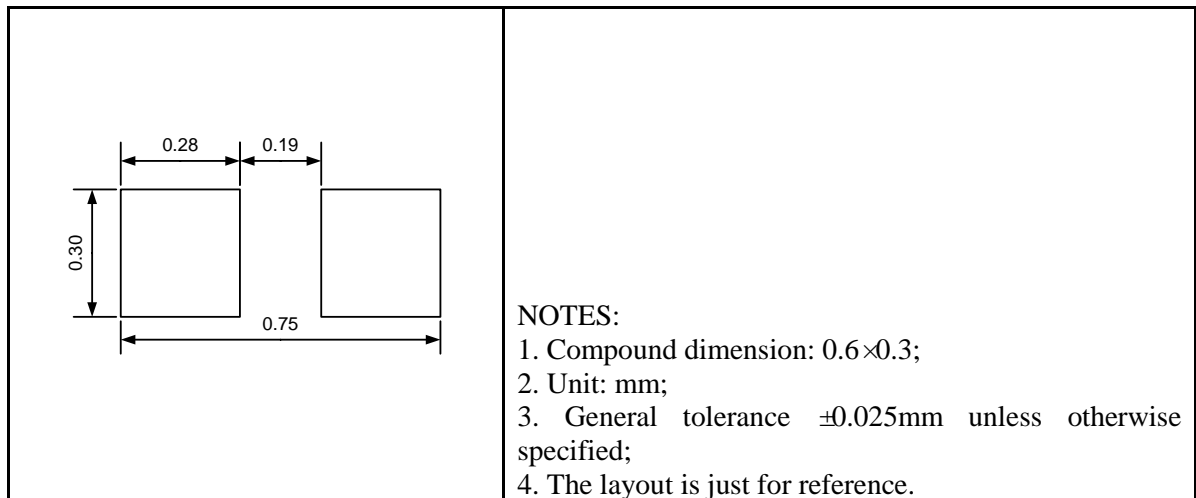 0.28 0.19
0.30
0.75
NOTES:
1. Compound dimension: 0.6×0.3;
2. Unit: mm;
3. General tolerance ±0.025mm unless otherwise
specified;
4. The layout is just for reference.